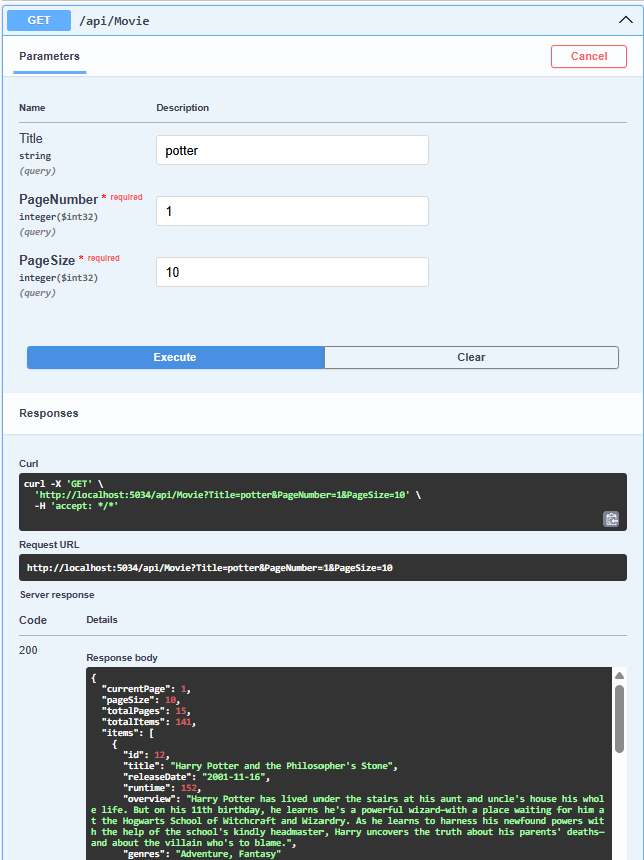 GET /api/Movie
Parameters
Cancel
Name Description
Title
string
(query)
potter
PageNumber * required
integer($int32)
(query)
1
PageSize * required
integer($int32)
(query)
10
Execute Clear
Responses
Curl
curl -X 'GET' \
'http://localhost:5034/api/Movie?Title=potter&PageNumber=1&PageSize=10' \
-H 'accept: */*'
Request URL
http://localhost:5034/api/Movie?Title=potter&PageNumber=1&PageSize=10
Server response
Code Details
200
Response body
{
"currentPage": 1,
"pageSize": 10,
"totalPages": 15,
"totalItems": 141,
"items": [
{
"id": 12,
"title": "Harry Potter and the Philosopher's Stone",
"releaseDate": "2001-11-16",
"runtime": 152,
"overview": "Harry Potter has lived under the stairs at his aunt and uncle's house his whol
e life. But on his 11th birthday, he learns he's a powerful wizard—with a place waiting for him a
t the Hogwarts School of Witchcraft and Wizardry. As he learns to harness his newfound powers wit
h the help of the school's kindly headmaster, Harry uncovers the truth about his parents' deaths—
and about the villain who's to blame.",
"genres": "Adventure, Fantasy"